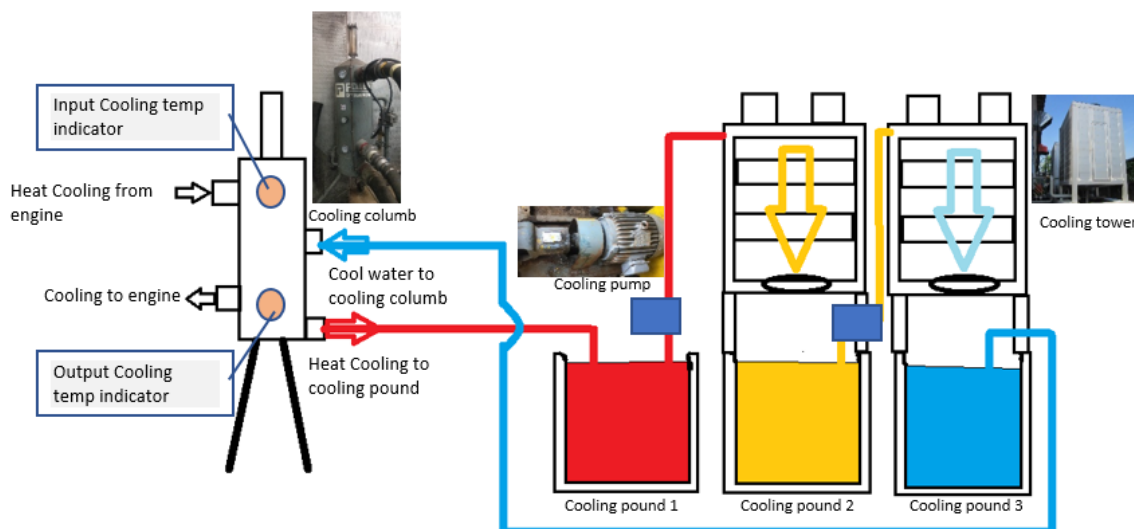 Input Cooling temp
indicator
Heat Cooling from
engine
Cooling columb
Cool water to
cooling columb
Cooling to engine
Heat Cooling to
cooling pound
Output Cooling
temp indicator
Cooling pump
Cooling tower
Cooling pound 1
Cooling pound 2
Cooling pound 3